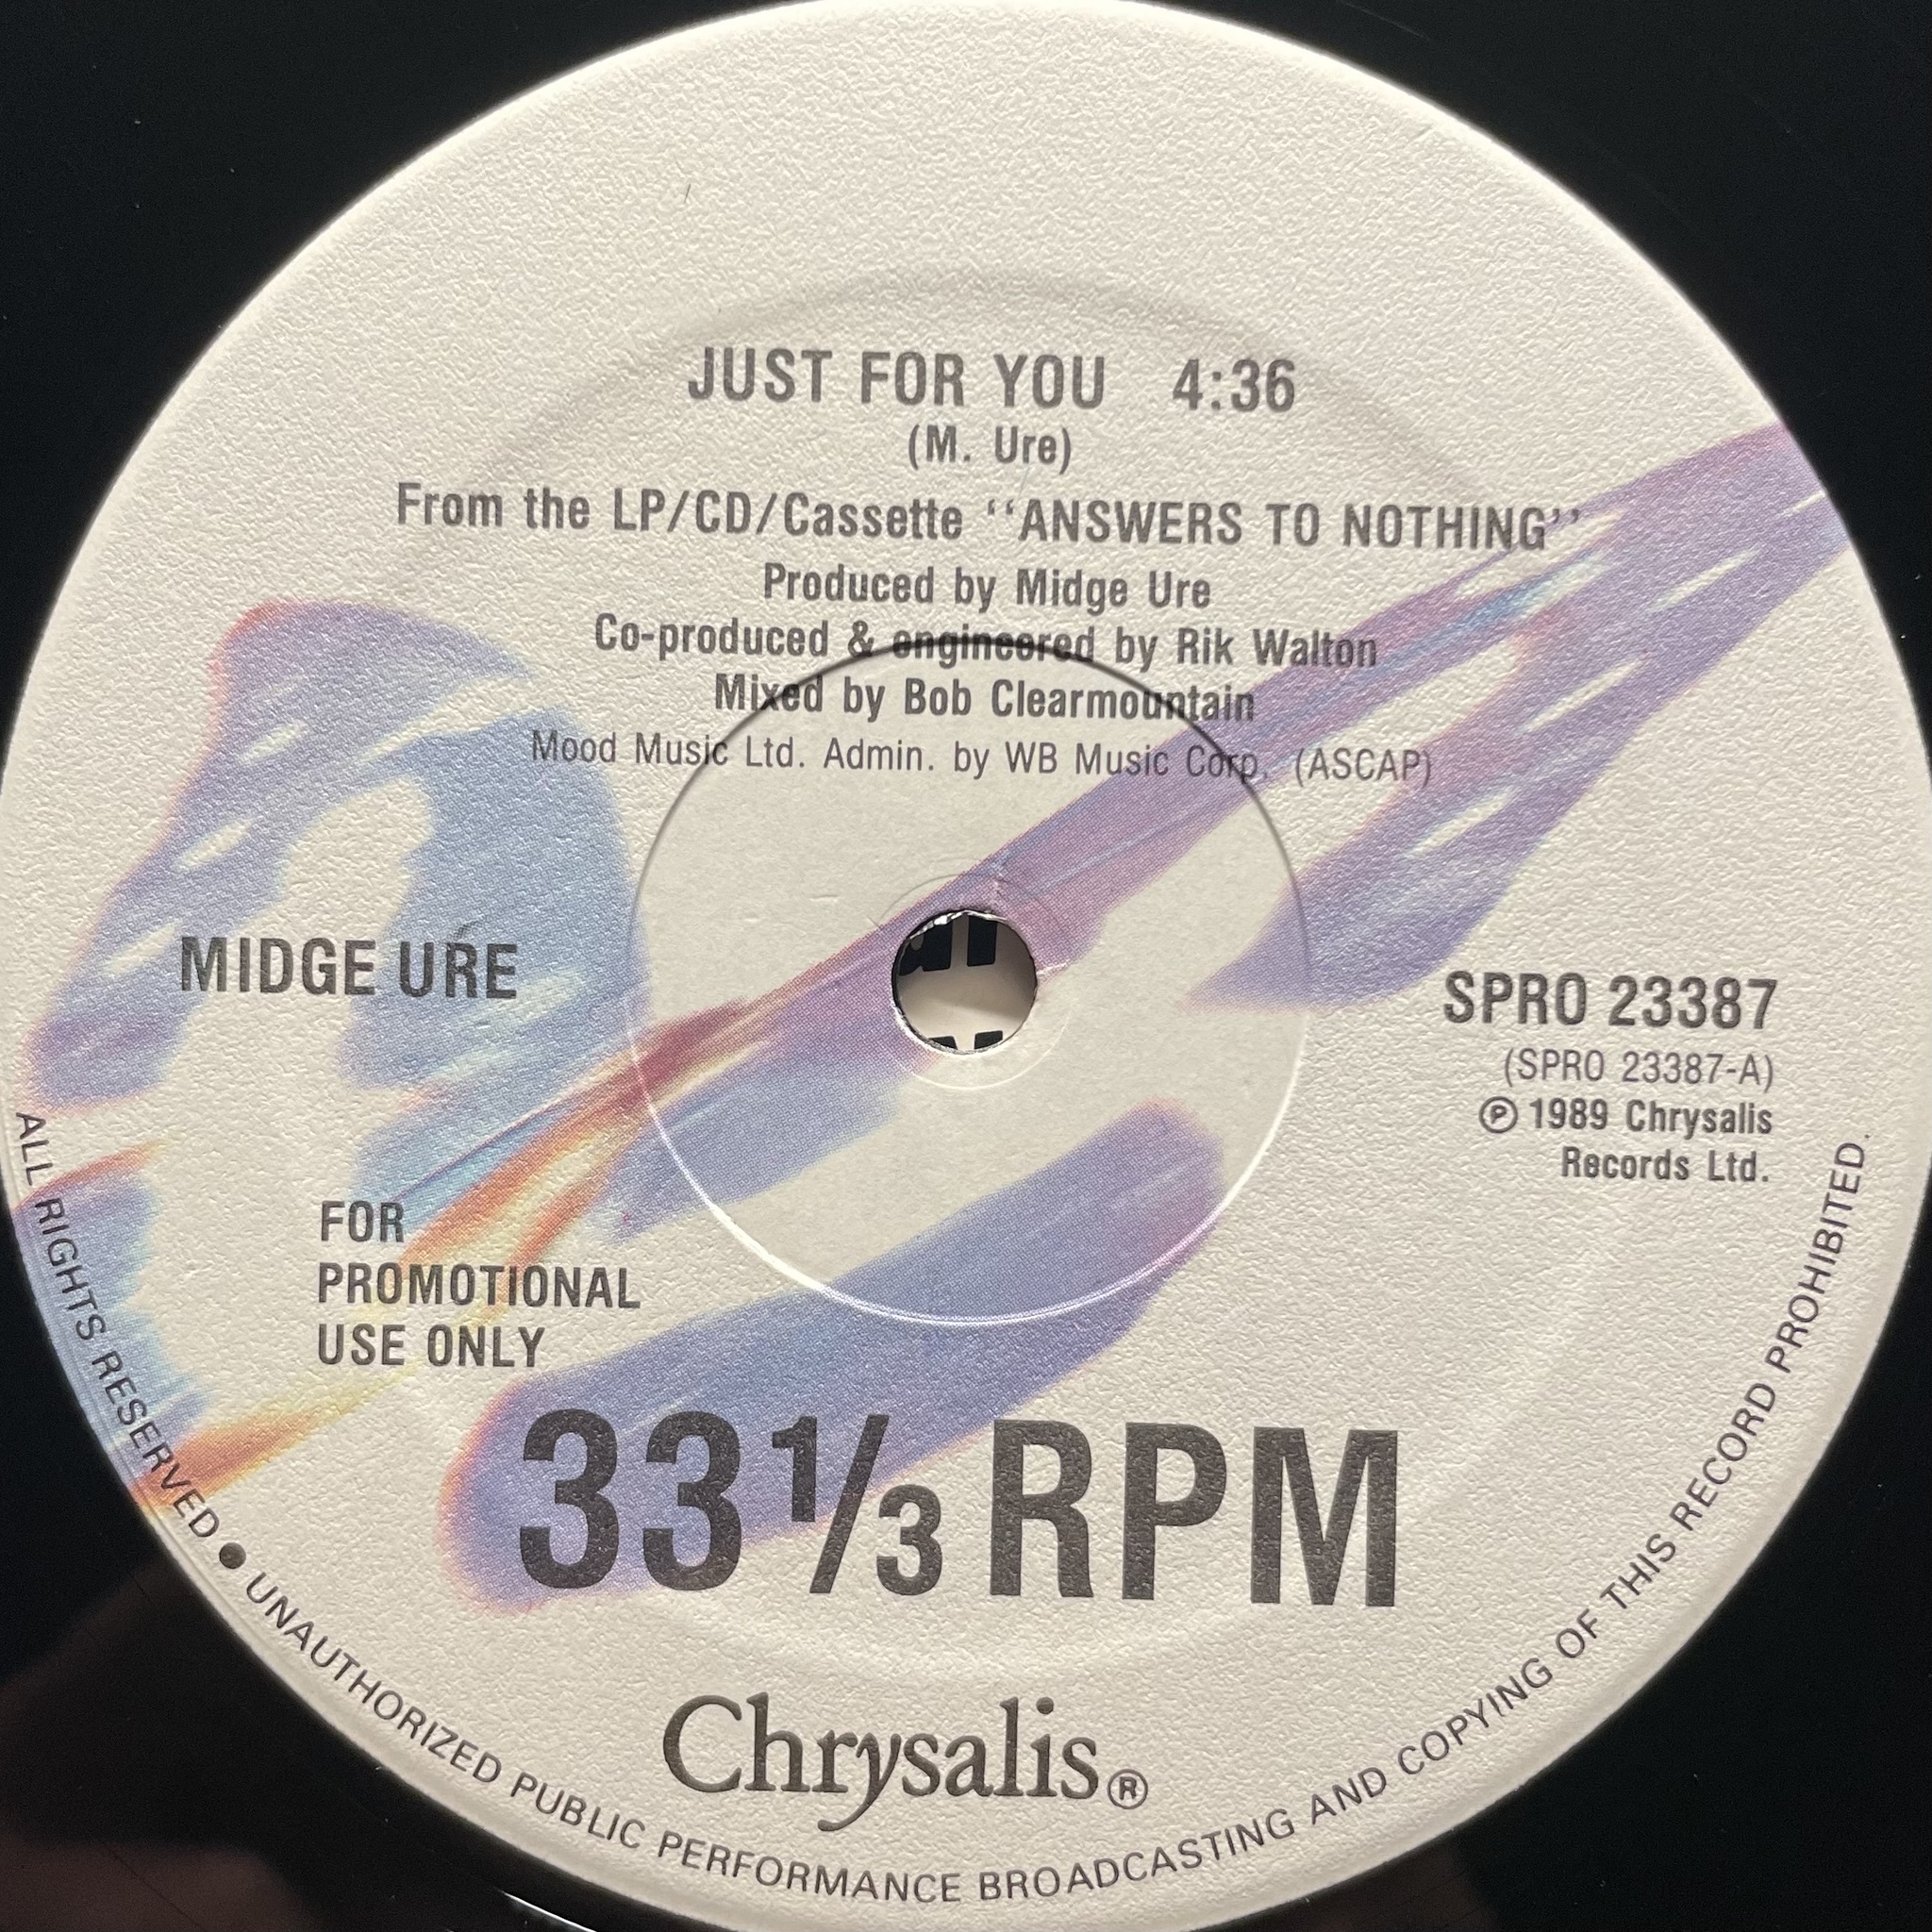 JUST FOR YOU 4:36
(M. Ure)
From the LP/CD/Cassette ‘‘ANSWERS TO NOTHING’’
Produced by Midge Ure
Co-produced & engineered by Rik Walton
Mixed by Bob Clearmountain
Mood Music Ltd. Admin. by WB Music Corp. (ASCAP)
MIDGE URE
SPRO 23387
(SPRO 23387-A)
℗ 1989 Chrysalis
Records Ltd.
FOR
PROMOTIONAL
USE ONLY
33 1/3 RPM
Chrysalis®
ALL RIGHTS RESERVED • UNAUTHORIZED PUBLIC PERFORMANCE BROADCASTING AND COPYING OF THIS RECORD PROHIBITED.